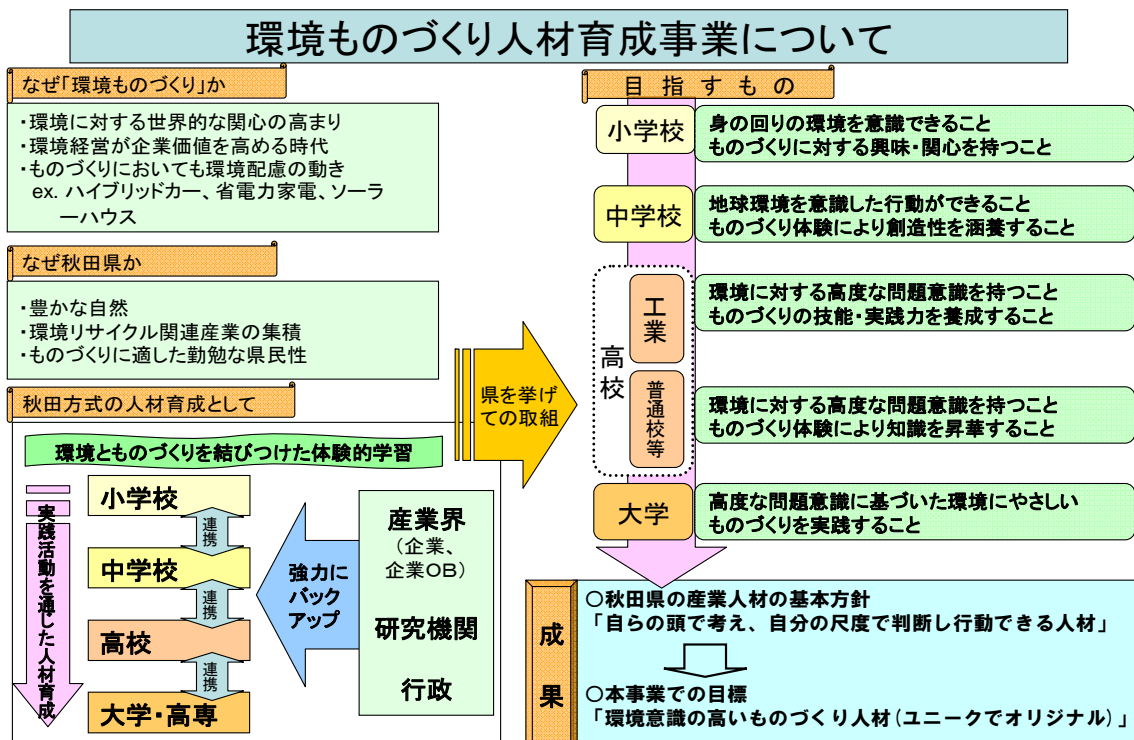 環境ものづくり人材育成事業について
なぜ「環境ものづくり」か
・環境に対する世界的な関心の高まり
・環境経営が企業価値を高める時代
・ものづくりにおいても環境配慮の動き
ex. ハイブリッドカー、省電力家電、ソーラ
ーハウス
なぜ秋田県か
・豊かな自然
・環境リサイクル関連産業の集積
・ものづくりに適した勤勉な県民性
秋田方式の人材育成として
環境とものづくりを結びつけた体験的学習
実践活動を通じた人材育成
小学校
連携
中学校
連携
高校
連携
大学・高専
強力に
バック
アップ
産業界
(企業、
企業OB)
研究機関
行政
県を挙げ
ての取組
目指すもの
小学校
身の回りの環境を意識できること
ものづくりに対する興味・関心を持つこと
中学校
地球環境を意識した行動ができること
ものづくり体験により創造性を涵養すること
高校
工業
環境に対する高度な問題意識を持つこと
ものづくりの技能・実践力を養成すること
普通校等
環境に対する高度な問題意識を持つこと
ものづくり体験により知識を昇華すること
大学
高度な問題意識に基づいた環境にやさしい
ものづくりを実践すること
成果
○秋田県の産業人材の基本方針
「自らの頭で考え、自分の尺度で判断し行動できる人材」
○本事業での目標
「環境意識の高いものづくり人材(ユニークでオリジナル)」